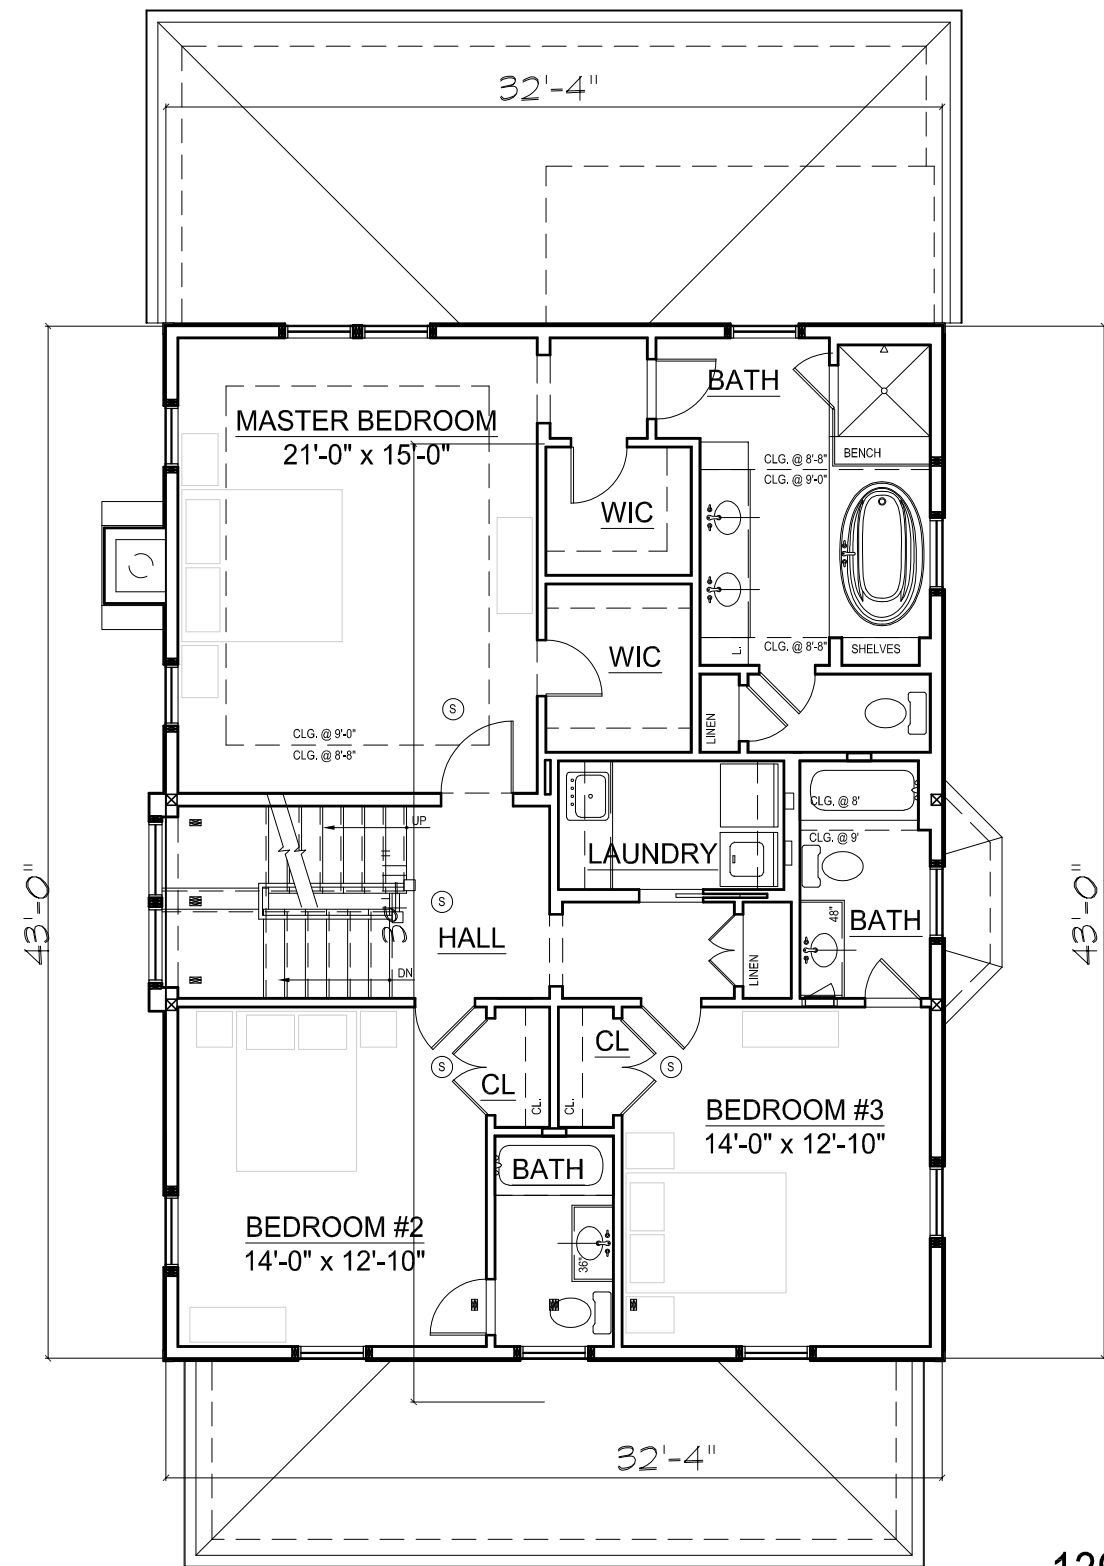 32'-4"
MASTER BEDROOM
21'-0" x 15'-0"
BATH
BENCH
CLG. @ 8'-8"
CLG. @ 9'-0"
WIC
WIC
CLG. @ 8'-8"
L.
SHELVES
LINEN
S
CLG. @ 9'-0"
CLG. @ 8'-8"
UP
LAUNDRY
CLG. @ 8'
CLG. @ 9'
43'-0"
S
HALL
DN
LINEN
48"
BATH
43'-0"
S
CL
CL.
CL
CL.
S
BEDROOM #3
14'-0" x 12'-10"
BATH
36"
BEDROOM #2
14'-0" x 12'-10"
32'-4"